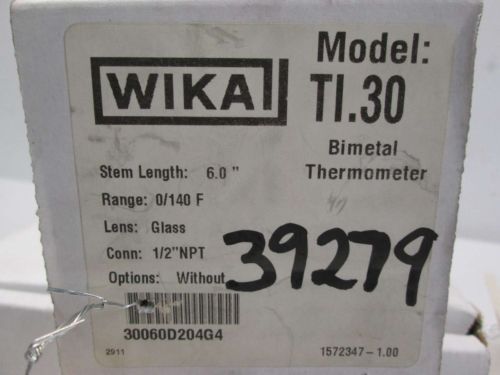 WIKA
Model:
TI.30
Bimetal
Thermometer
Stem Length: 6.0 "
Range: 0/140 F
Lens: Glass
Conn: 1/2"NPT
Options: Without
39279
30060D204G4
2911
1572347-1.00